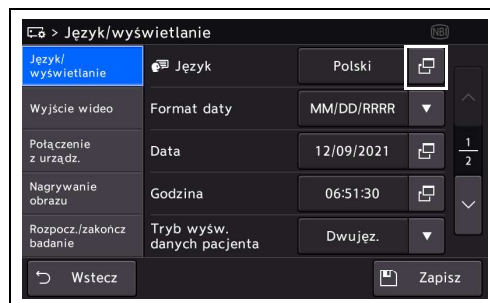 > Język/wyświetlanie
NBI
Język/
wyświetlanie
Język
Polski
Wyjście wideo
Format daty
MM/DD/RRRR
Połączenie
z urządz.
Data
12/09/2021
1
2
Nagrywanie
obrazu
Godzina
06:51:30
Rozpocz./zakończ
badanie
Tryb wyśw.
danych pacjenta
Dwujęz.
Wstecz
Zapisz